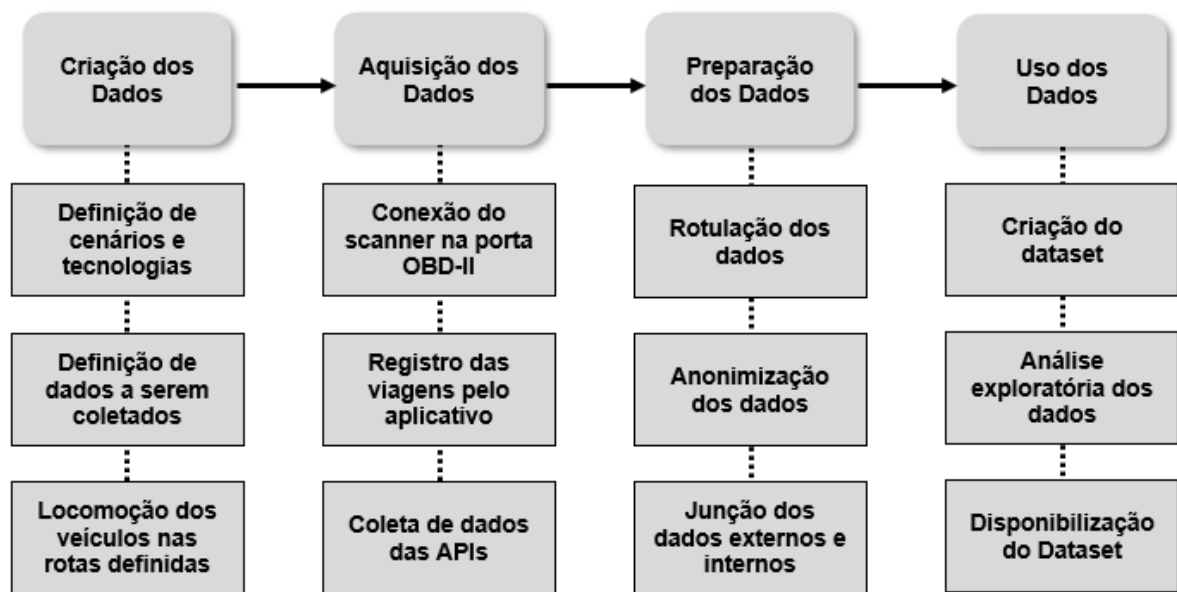 Criação dos
Dados
Aquisição dos
Dados
Preparação
dos Dados
Uso dos
Dados
Definição de
cenários e
tecnologias
Conexão do
scanner na porta
OBD-II
Rotulação dos
dados
Criação do
dataset
Definição de
dados a serem
coletados
Registro das
viagens pelo
aplicativo
Anonimização
dos dados
Análise
exploratória dos
dados
Locomoção dos
veículos nas
rotas definidas
Coleta de dados
das APIs
Junção dos
dados externos e
internos
Disponibilização
do Dataset